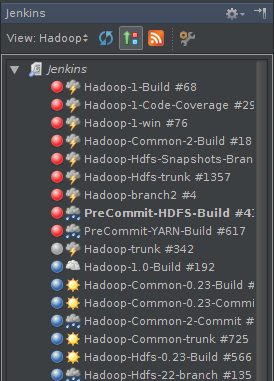 Jenkins
View: Hadoop
Jenkins
Hadoop-1-Build #68
Hadoop-1-Code-Coverage #29
Hadoop-1-win #76
Hadoop-Common-2-Build #18
Hadoop-Hdfs-Snapshots-Bran
Hadoop-Hdfs-trunk #1357
Hadoop-branch2 #4
PreCommit-HDFS-Build #41
PreCommit-YARN-Build #617
Hadoop-trunk #342
Hadoop-1.0-Build #192
Hadoop-Common-0.23-Build #
Hadoop-Common-0.23-Commi
Hadoop-Common-2-Commit #
Hadoop-Common-trunk #725
Hadoop-Hdfs-0.23-Build #566
Hadoop-Hdfs-22-branch #135